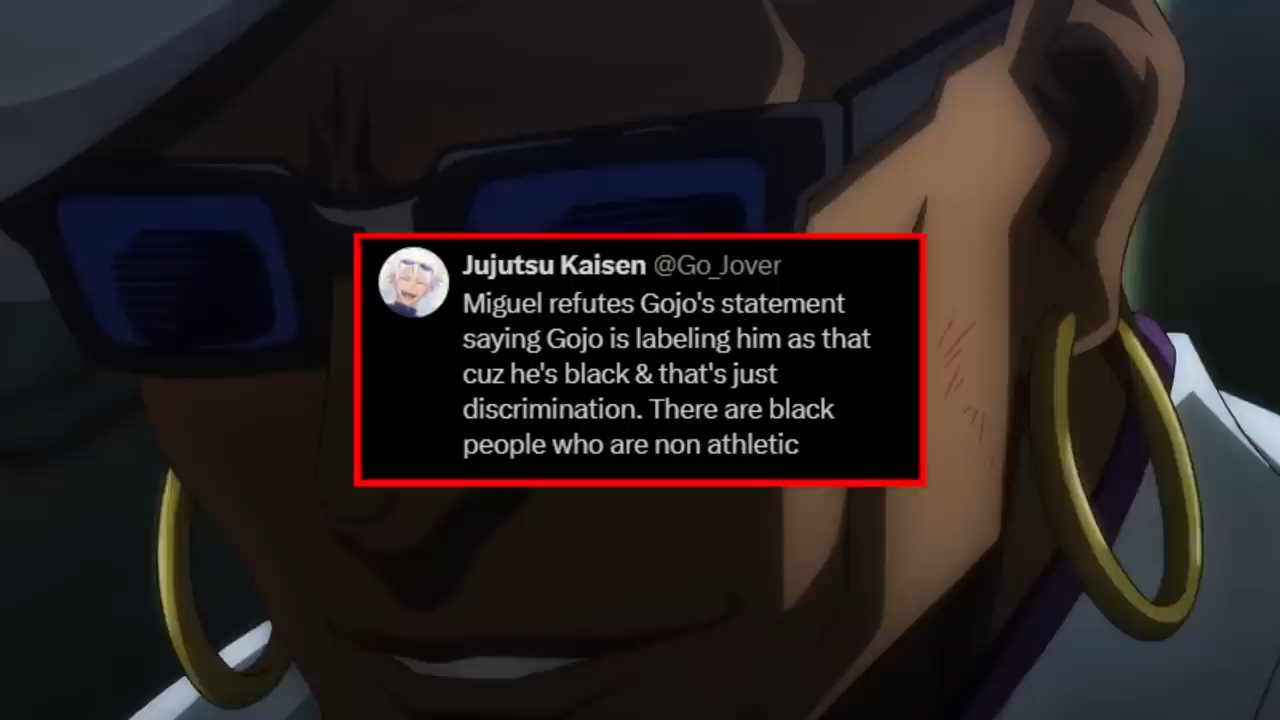 Jujutsu Kaisen @Go_Jover
Miguel refutes Gojo's statement
saying Gojo is labeling him as that
cuz he's black & that's just
discrimination. There are black
people who are non athletic